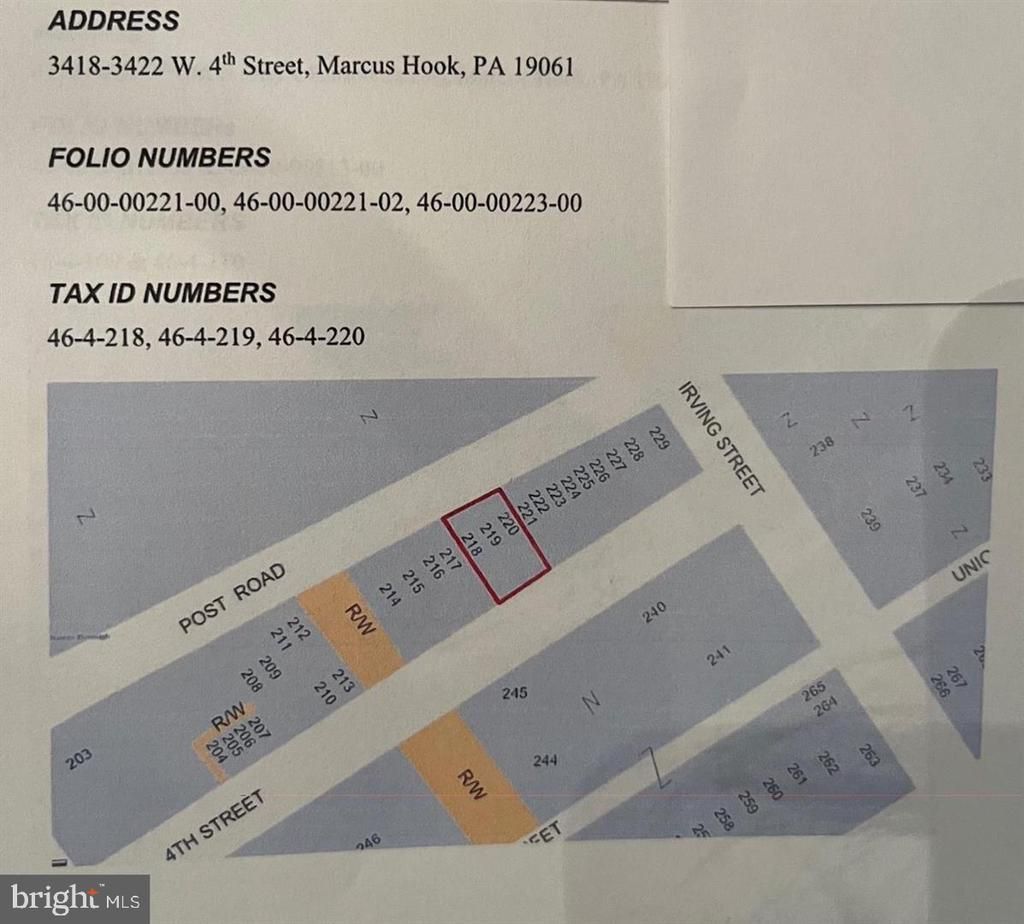 ADDRESS
3418-3422 W. 4th Street, Marcus Hook, PA 19061
FOLIO NUMBERS
46-00-00221-00, 46-00-00221-02, 46-00-00223-00
TAX ID NUMBERS
46-4-218, 46-4-219, 46-4-220
IRVING STREET
Z
Z
Z
Z
229
228
227
226
225
224
223
222
221
220
219
218
217
216
215
214
238
237
234
233
239
Z
Z
UNIC
POST ROAD
R/W
212
211
209
208
213
210
R/W
207
206
205
204
203
4TH STREET
240
241
245
N
244
R/W
Z
246
EET
265
264
263
262
261
260
259
258
25
267
266
bright MLS